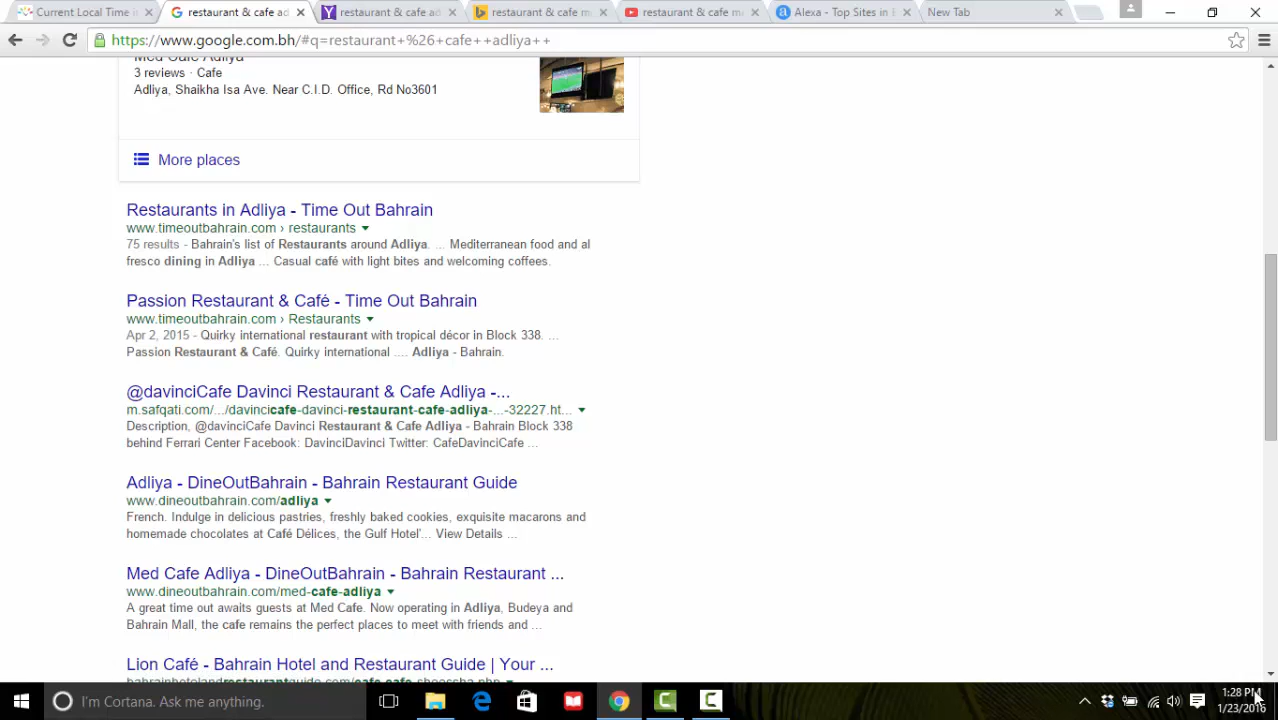 Current Local Time i
restaurant & cafe ad
restaurant & cafe ad
restaurant & cafe m
restaurant & cafe m
Alexa - Top Sites in E
New Tab
https://www.google.com.bh/#q=restaurant+%26+cafe++adliya++
Med Cafe Adliya
3 reviews · Cafe
Adliya, Shaikha Isa Ave. Near C.I.D. Office, Rd No3601
More places
Restaurants in Adliya - Time Out Bahrain
www.timeoutbahrain.com › restaurants
75 results - Bahrain's list of Restaurants around Adliya. ... Mediterranean food and al
fresco dining in Adliya ... Casual café with light bites and welcoming coffees.
Passion Restaurant & Café - Time Out Bahrain
www.timeoutbahrain.com › Restaurants
Apr 2, 2015 - Quirky international restaurant with tropical décor in Block 338. ...
Passion Restaurant & Café. Quirky international .... Adliya - Bahrain.
@davinciCafe Davinci Restaurant & Cafe Adliya -...
m.safqati.com/.../davincicafe-davinci-restaurant-cafe-adliya-...-32227.ht...
Description, @davinciCafe Davinci Restaurant & Cafe Adliya - Bahrain Block 338
behind Ferrari Center Facebook: DavinciDavinci Twitter: CafeDavinciCafe ...
Adliya - DineOutBahrain - Bahrain Restaurant Guide
www.dineoutbahrain.com/adliya
French. Indulge in delicious pastries, freshly baked cookies, exquisite macarons and
homemade chocolates at Café Délices, the Gulf Hotel'... View Details ...
Med Cafe Adliya - DineOutBahrain - Bahrain Restaurant ...
www.dineoutbahrain.com/med-cafe-adliya
A great time out awaits guests at Med Cafe. Now operating in Adliya, Budeya and
Bahrain Mall, the cafe remains the perfect places to meet with friends and ...
Lion Café - Bahrain Hotel and Restaurant Guide | Your ...
bahrainhotelandrestaurantguide.com/cafe-cafe-sheesha.php
I'm Cortana. Ask me anything.
1:28 PM
1/23/2016